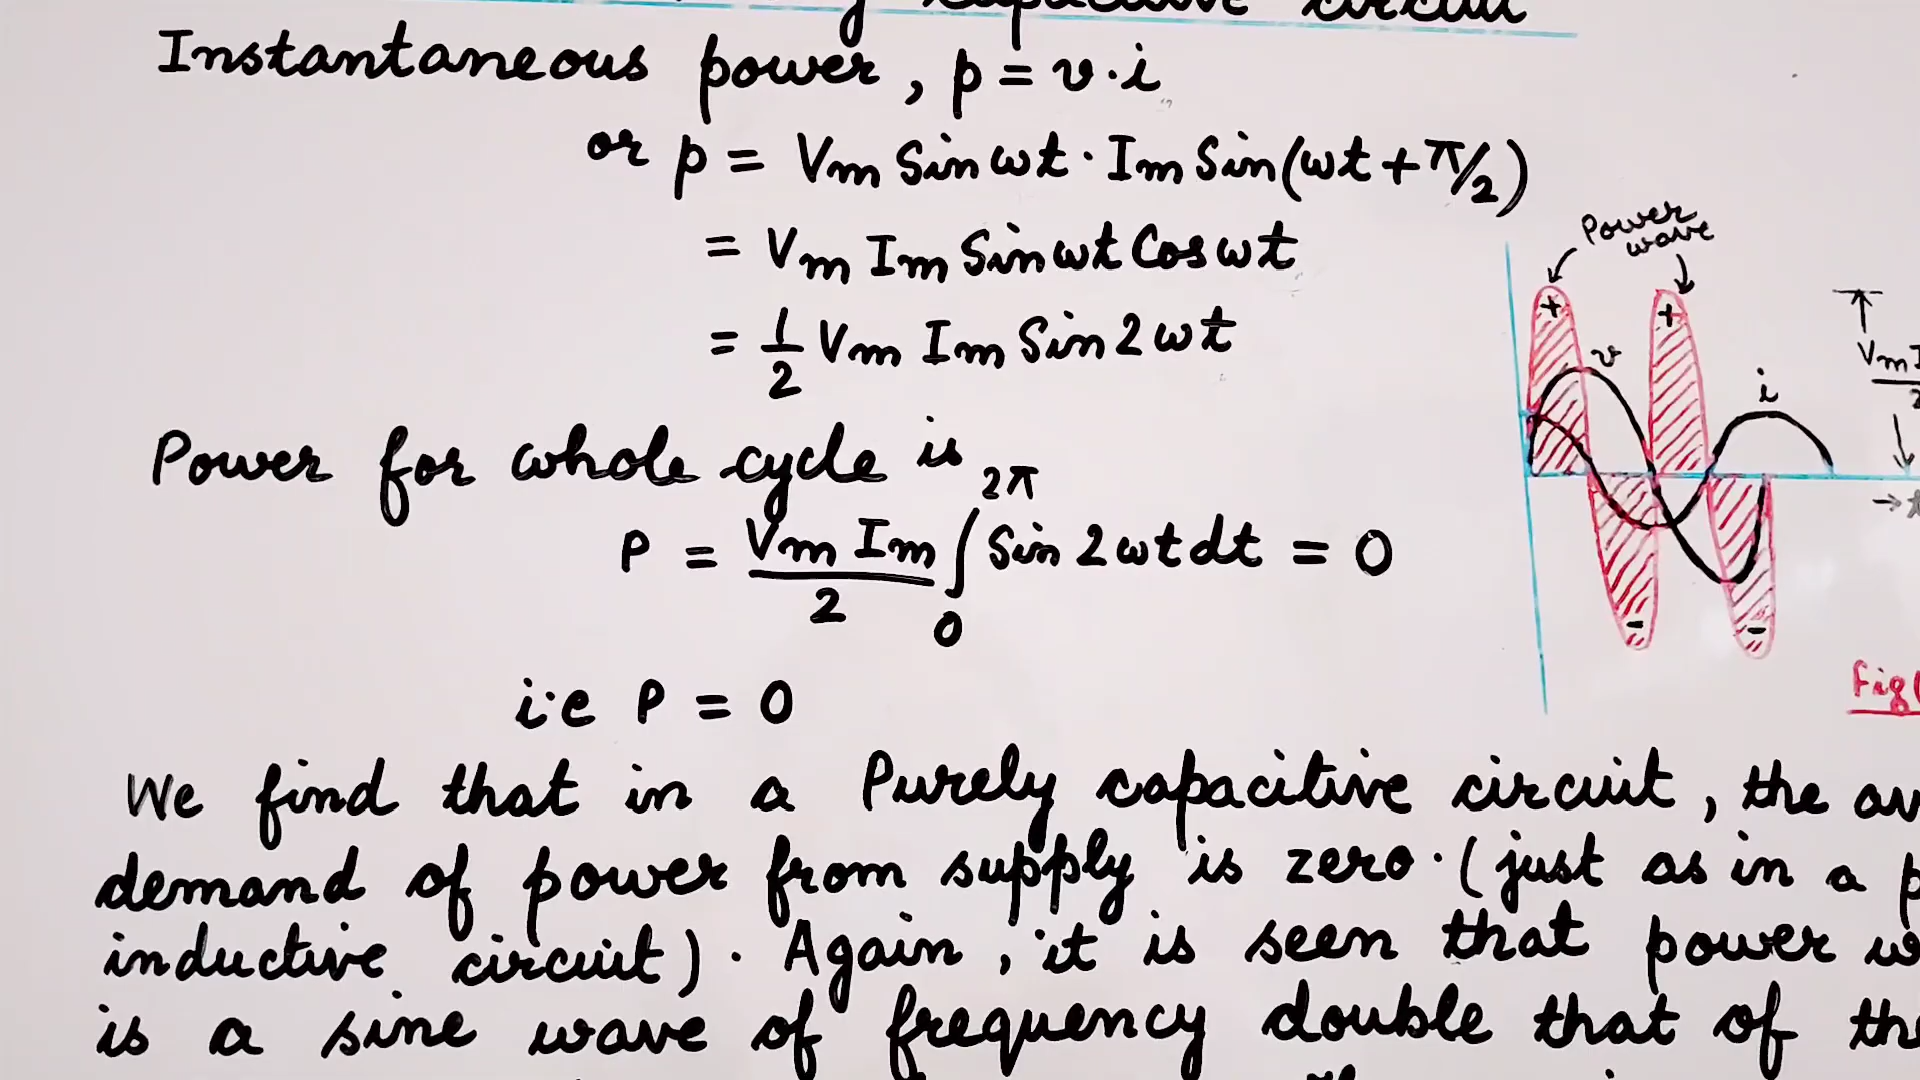 capacitive circuit
Instantaneous power, p = v·i
or p = Vm Sin ωt · Im Sin(ωt + π/2)
= Vm Im Sin ωt Cos ωt
= 1/2 Vm Im Sin 2ωt
Power for whole cycle is
P = Vm Im / 2 ∫₀^2π Sin 2ωt dt = 0
i.e P = 0
We find that in a Purely capacitive circuit, the
demand of power from supply is zero. (just as in a
inductive circuit). Again, it is seen that power
is a sine wave of frequency double that of
Power
wave
+ +
v
i
- -
Fig(